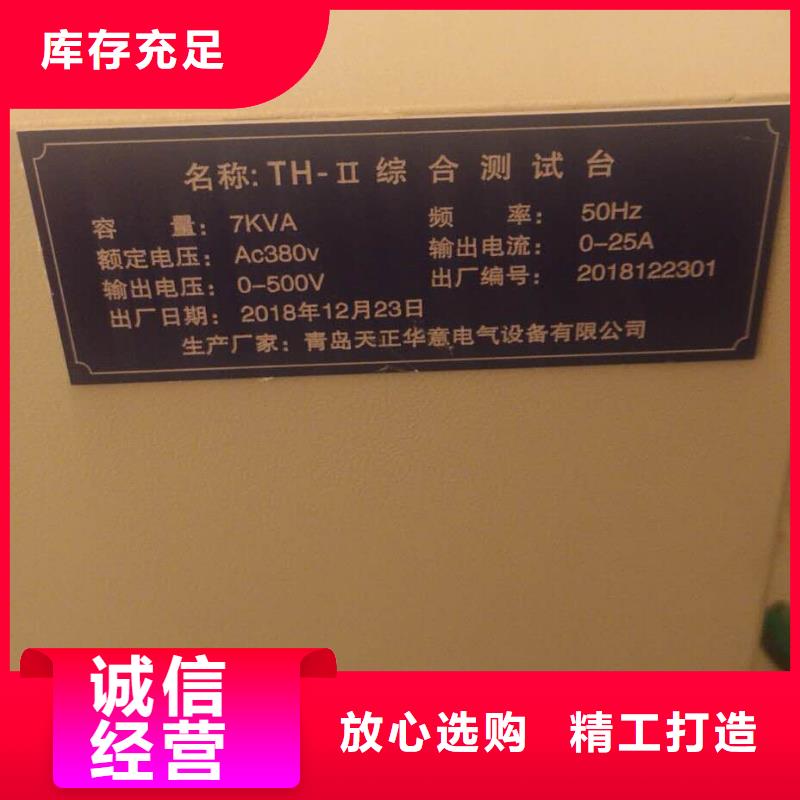 库存充足
名称: TH-II 综合测试台
容 量: 7KVA 频 率: 50Hz
额定电压: Ac380v 输出电流: 0-25A
输出电压: 0-500V 出厂编号: 2018122301
出厂日期: 2018年12月23日
生产厂家: 青岛天正华意电气设备有限公司
诚信
经营
放心选购 精工打造